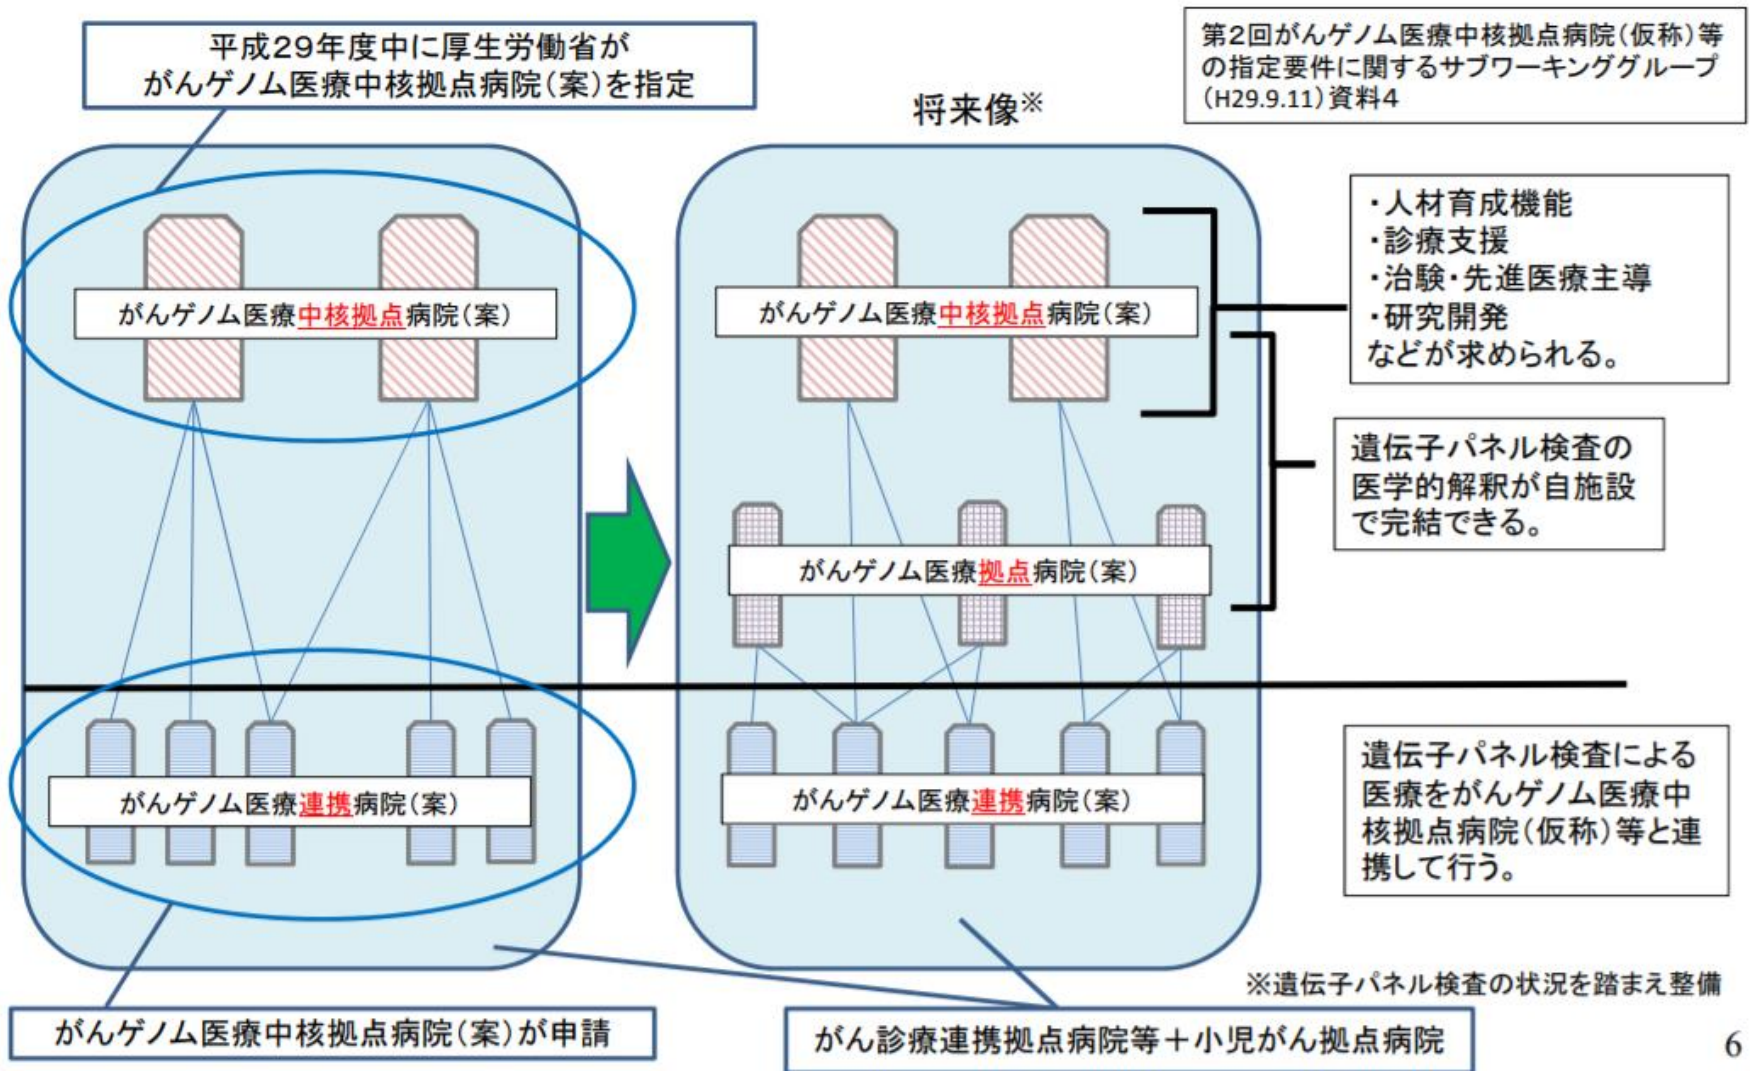 平成29年度中に厚生労働省が
がんゲノム医療中核拠点病院(案)を指定
第2回がんゲノム医療中核拠点病院(仮称)等
の指定要件に関するサブワーキンググループ
(H29.9.11)資料4
将来像※
がんゲノム医療中核拠点病院(案)
がんゲノム医療連携病院(案)
がんゲノム医療中核拠点病院(案)
がんゲノム医療拠点病院(案)
がんゲノム医療連携病院(案)
・人材育成機能
・診療支援
・治験・先進医療主導
・研究開発
などが求められる。
遺伝子パネル検査の
医学的解釈が自施設
で完結できる。
遺伝子パネル検査による
医療をがんゲノム医療中
核拠点病院(仮称)等と連
携して行う。
※遺伝子パネル検査の状況を踏まえ整備
がんゲノム医療中核拠点病院(案)が申請
がん診療連携拠点病院等+小児がん拠点病院
6